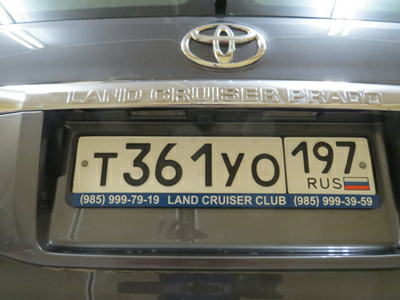 LAND CRUISER PRADO
Т361УО 197
RUS
(985) 999-79-19 LAND CRUISER CLUB (985) 999-39-59